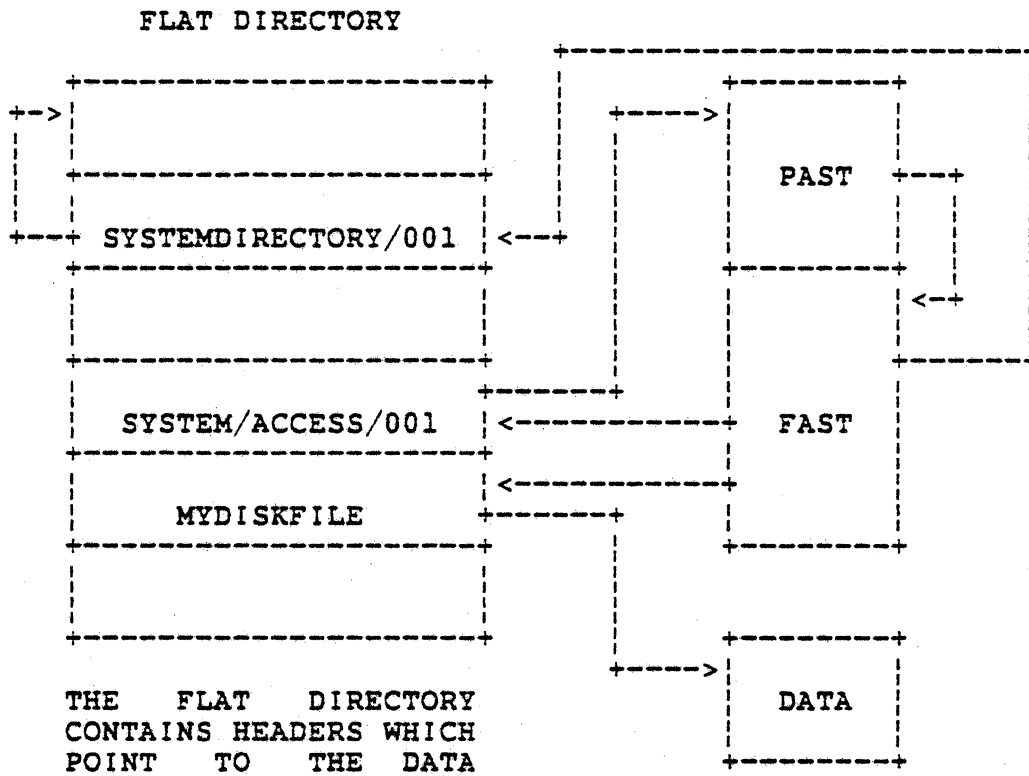 FLAT DIRECTORY
PAST
SYSTEMDIRECTORY/001
SYSTEM/ACCESS/001
FAST
MYDISKFILE
DATA
THE FLAT DIRECTORY
CONTAINS HEADERS WHICH
POINT TO THE DATA